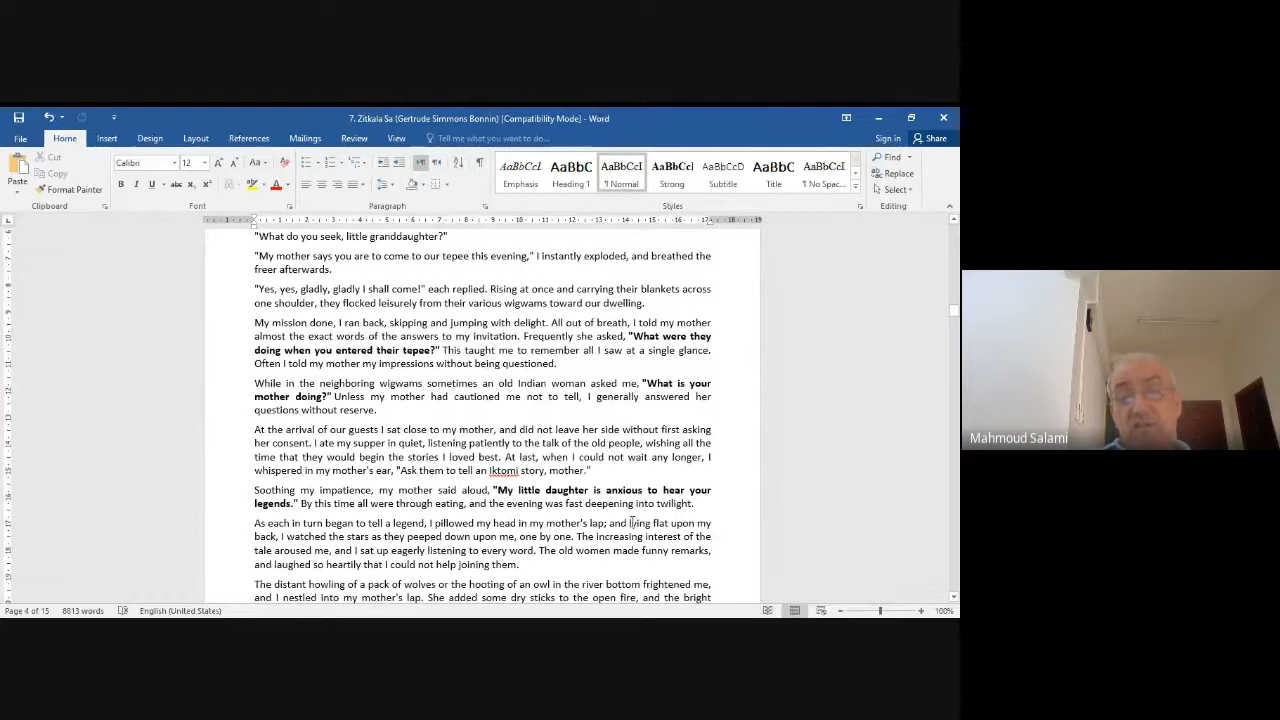 7. Zitkala Sa (Gertrude Simmons Bonnin) [Compatibility Mode] - Word
File Home Insert Design Layout References Mailings Review View Tell me what you want to do... Sign in Share
Cut
Copy
Format Painter
Paste
Calibri 12
Clipboard Font Paragraph Styles Editing
AaBbCcI AaBbC AaBbCcI AaBbCcI AaBbCcD AaBbC AaBbCcI
Emphasis Heading 1 ¶ Normal Strong Subtitle Title ¶ No Spac...
Find
Replace
Select
"What do you seek, little granddaughter?"
"My mother says you are to come to our tepee this evening," I instantly exploded, and breathed the
freer afterwards.
"Yes, yes, gladly, gladly I shall come!" each replied. Rising at once and carrying their blankets across
one shoulder, they flocked leisurely from their various wigwams toward our dwelling.
My mission done, I ran back, skipping and jumping with delight. All out of breath, I told my mother
almost the exact words of the answers to my invitation. Frequently she asked, "What were they
doing when you entered their tepee?" This taught me to remember all I saw at a single glance.
Often I told my mother my impressions without being questioned.
While in the neighboring wigwams sometimes an old Indian woman asked me, "What is your
mother doing?" Unless my mother had cautioned me not to tell, I generally answered her
questions without reserve.
At the arrival of our guests I sat close to my mother, and did not leave her side without first asking
her consent. I ate my supper in quiet, listening patiently to the talk of the old people, wishing all the
time that they would begin the stories I loved best. At last, when I could not wait any longer, I
whispered in my mother's ear, "Ask them to tell an Iktomi story, mother."
Soothing my impatience, my mother said aloud, "My little daughter is anxious to hear your
legends." By this time all were through eating, and the evening was fast deepening into twilight.
As each in turn began to tell a legend, I pillowed my head in my mother's lap; and lying flat upon my
back, I watched the stars as they peeped down upon me, one by one. The increasing interest of the
tale aroused me, and I sat up eagerly listening to every word. The old women made funny remarks,
and laughed so heartily that I could not help joining them.
The distant howling of a pack of wolves or the hooting of an owl in the river bottom frightened me,
and I nestled into my mother's lap. She added some dry sticks to the open fire, and the bright
Page 4 of 15 8813 words English (United States) 100%
Mahmoud Salami